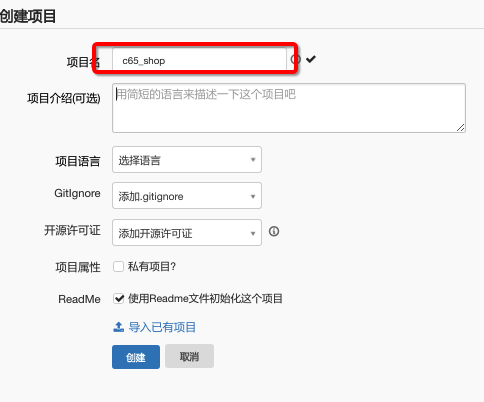 创建项目
项目名 c65_shop
项目介绍(可选) 用简短的语言来描述一下这个项目吧
项目语言 选择语言
GitIgnore 添加.gitignore
开源许可证 添加开源许可证
项目属性 私有项目?
ReadMe 使用Readme文件初始化这个项目
导入已有项目
创建 取消